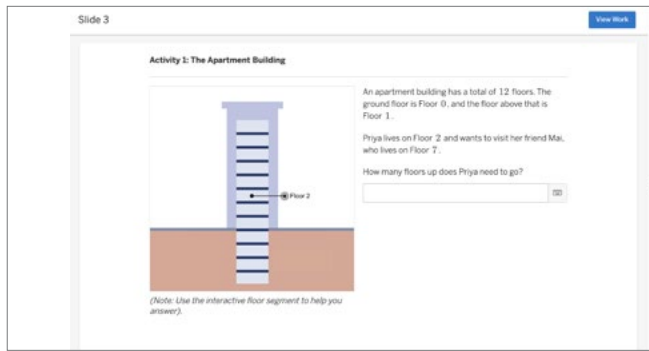 Slide 3
View Work
Activity 1: The Apartment Building
An apartment building has a total of 12 floors. The
ground floor is Floor 0, and the floor above that is
Floor 1.
Priya lives on Floor 2 and wants to visit her friend Mai,
who lives on Floor 7.
How many floors up does Priya need to go?
Floor 2
(Note: Use the interactive floor segment to help you
answer).